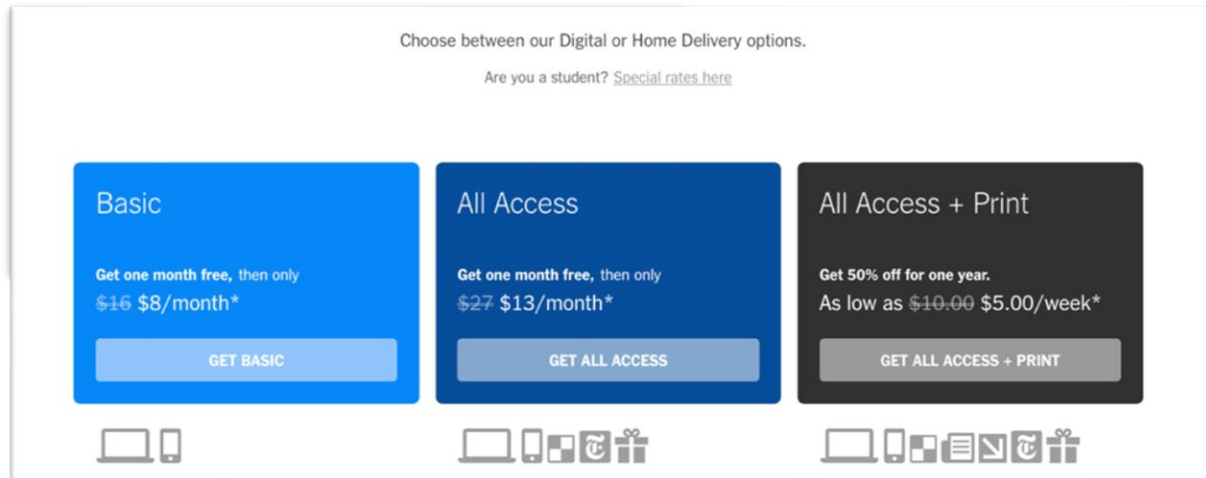 Choose between our Digital or Home Delivery options.
Are you a student? Special rates here
Basic
Get one month free, then only
$16 $8/month*
GET BASIC
All Access
Get one month free, then only
$27 $13/month*
GET ALL ACCESS
All Access + Print
Get 50% off for one year.
As low as $10.00 $5.00/week*
GET ALL ACCESS + PRINT